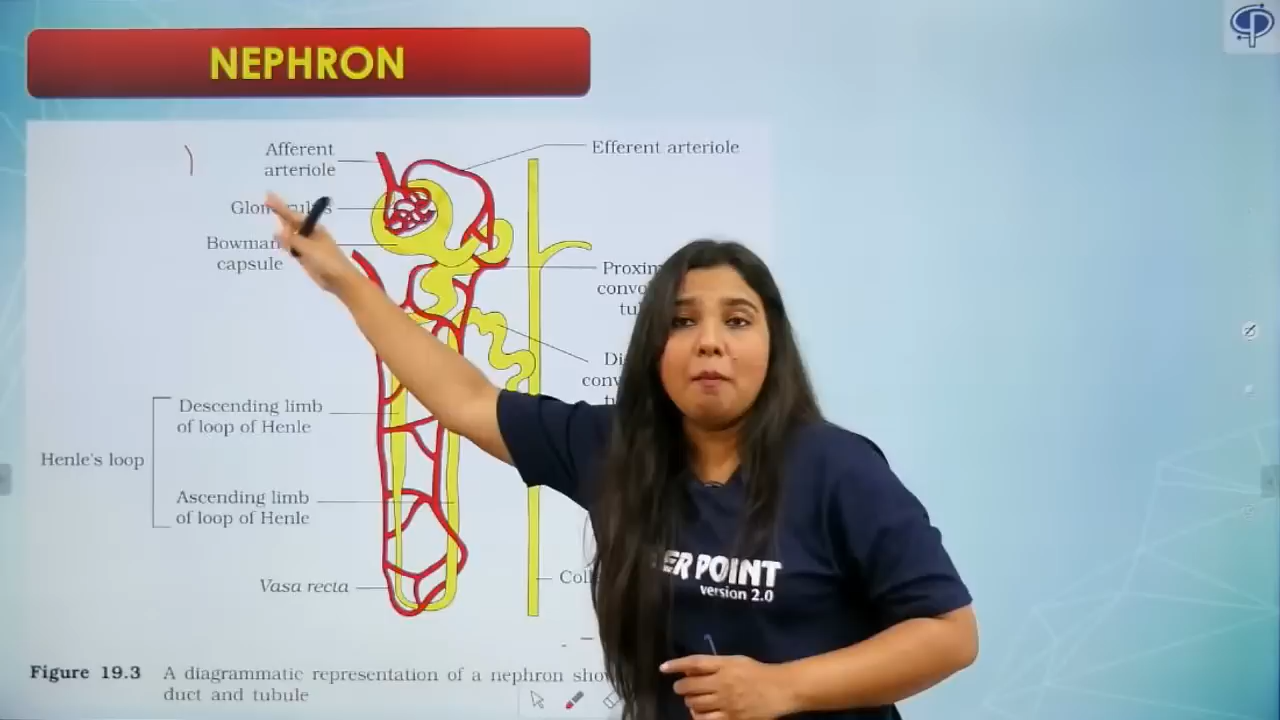 NEPHRON
Afferent
arteriole
Efferent arteriole
Bowman
capsule
Descending limb
of loop of Henle
Henle's loop
Ascending limb
of loop of Henle
Vasa recta
Figure 19.3 A diagrammatic representation of a nephron
duct and tubule
POINT
version 2.0